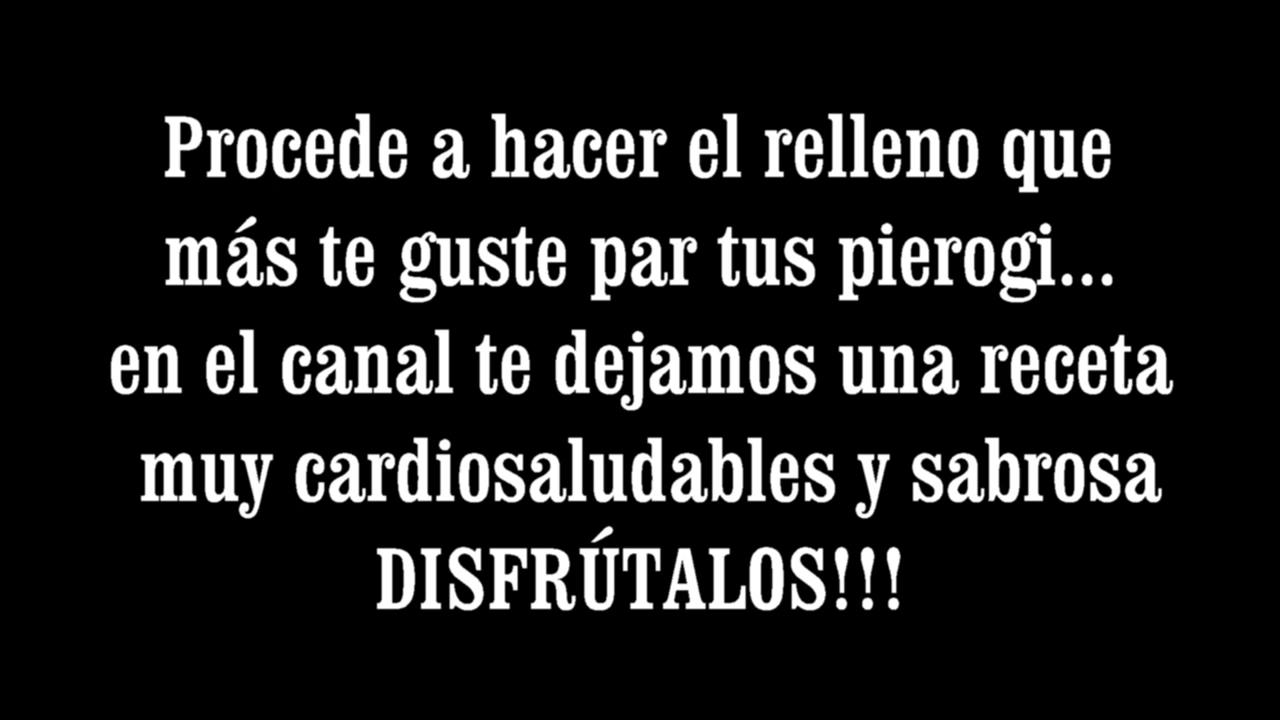 Procede a hacer el relleno que
más te guste par tus pierogi...
en el canal te dejamos una receta
muy cardiosaludables y sabrosa
DISFRÚTALOS!!!